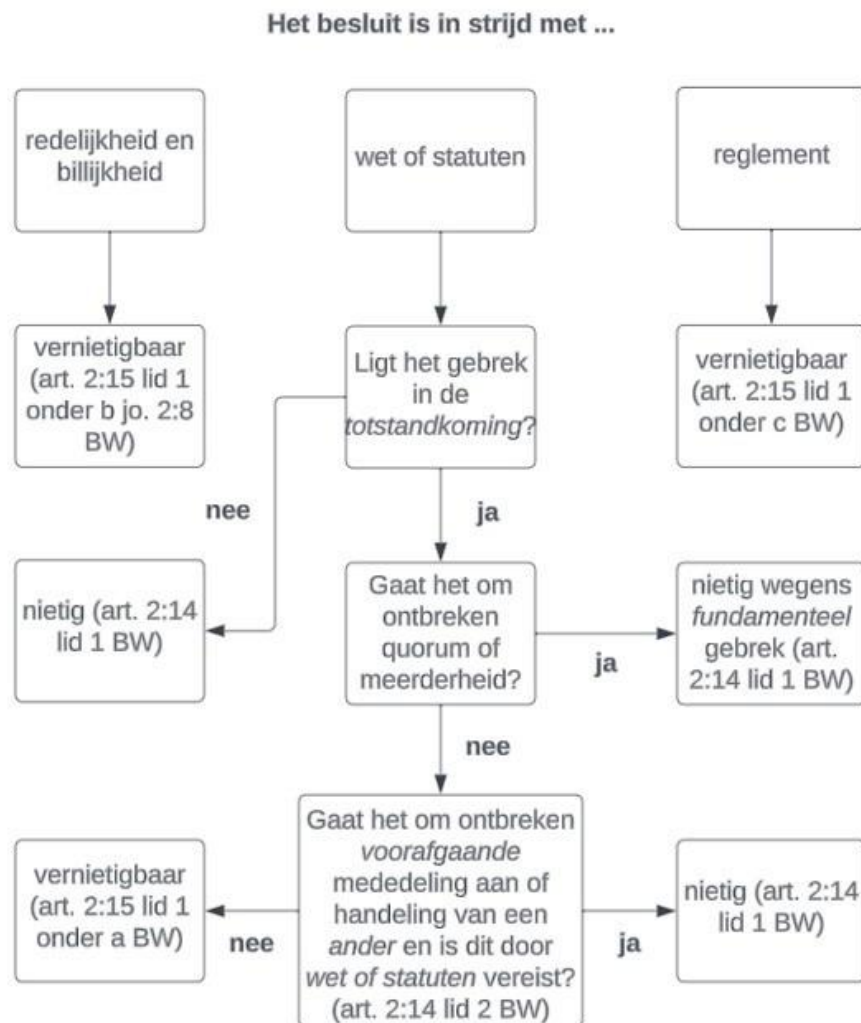 Het besluit is in strijd met ...
redelijkheid en
billijkheid
wet of statuten
reglement
vernietigbaar
(art. 2:15 lid 1
onder b jo. 2:8
BW)
Ligt het gebrek
in de
totstandkoming?
vernietigbaar
(art. 2:15 lid 1
onder c BW)
nee
ja
nietig (art. 2:14
lid 1 BW)
Gaat het om
ontbreken
quorum of
meerderheid?
ja
nietig wegens
fundamenteel
gebrek (art.
2:14 lid 1 BW)
nee
vernietigbaar
(art. 2:15 lid 1
onder a BW)
nee
Gaat het om ontbreken
voorafgaande
mededeling aan of
handeling van een
ander en is dit door
wet of statuten vereist?
(art. 2:14 lid 2 BW)
ja
nietig (art. 2:14
lid 1 BW)